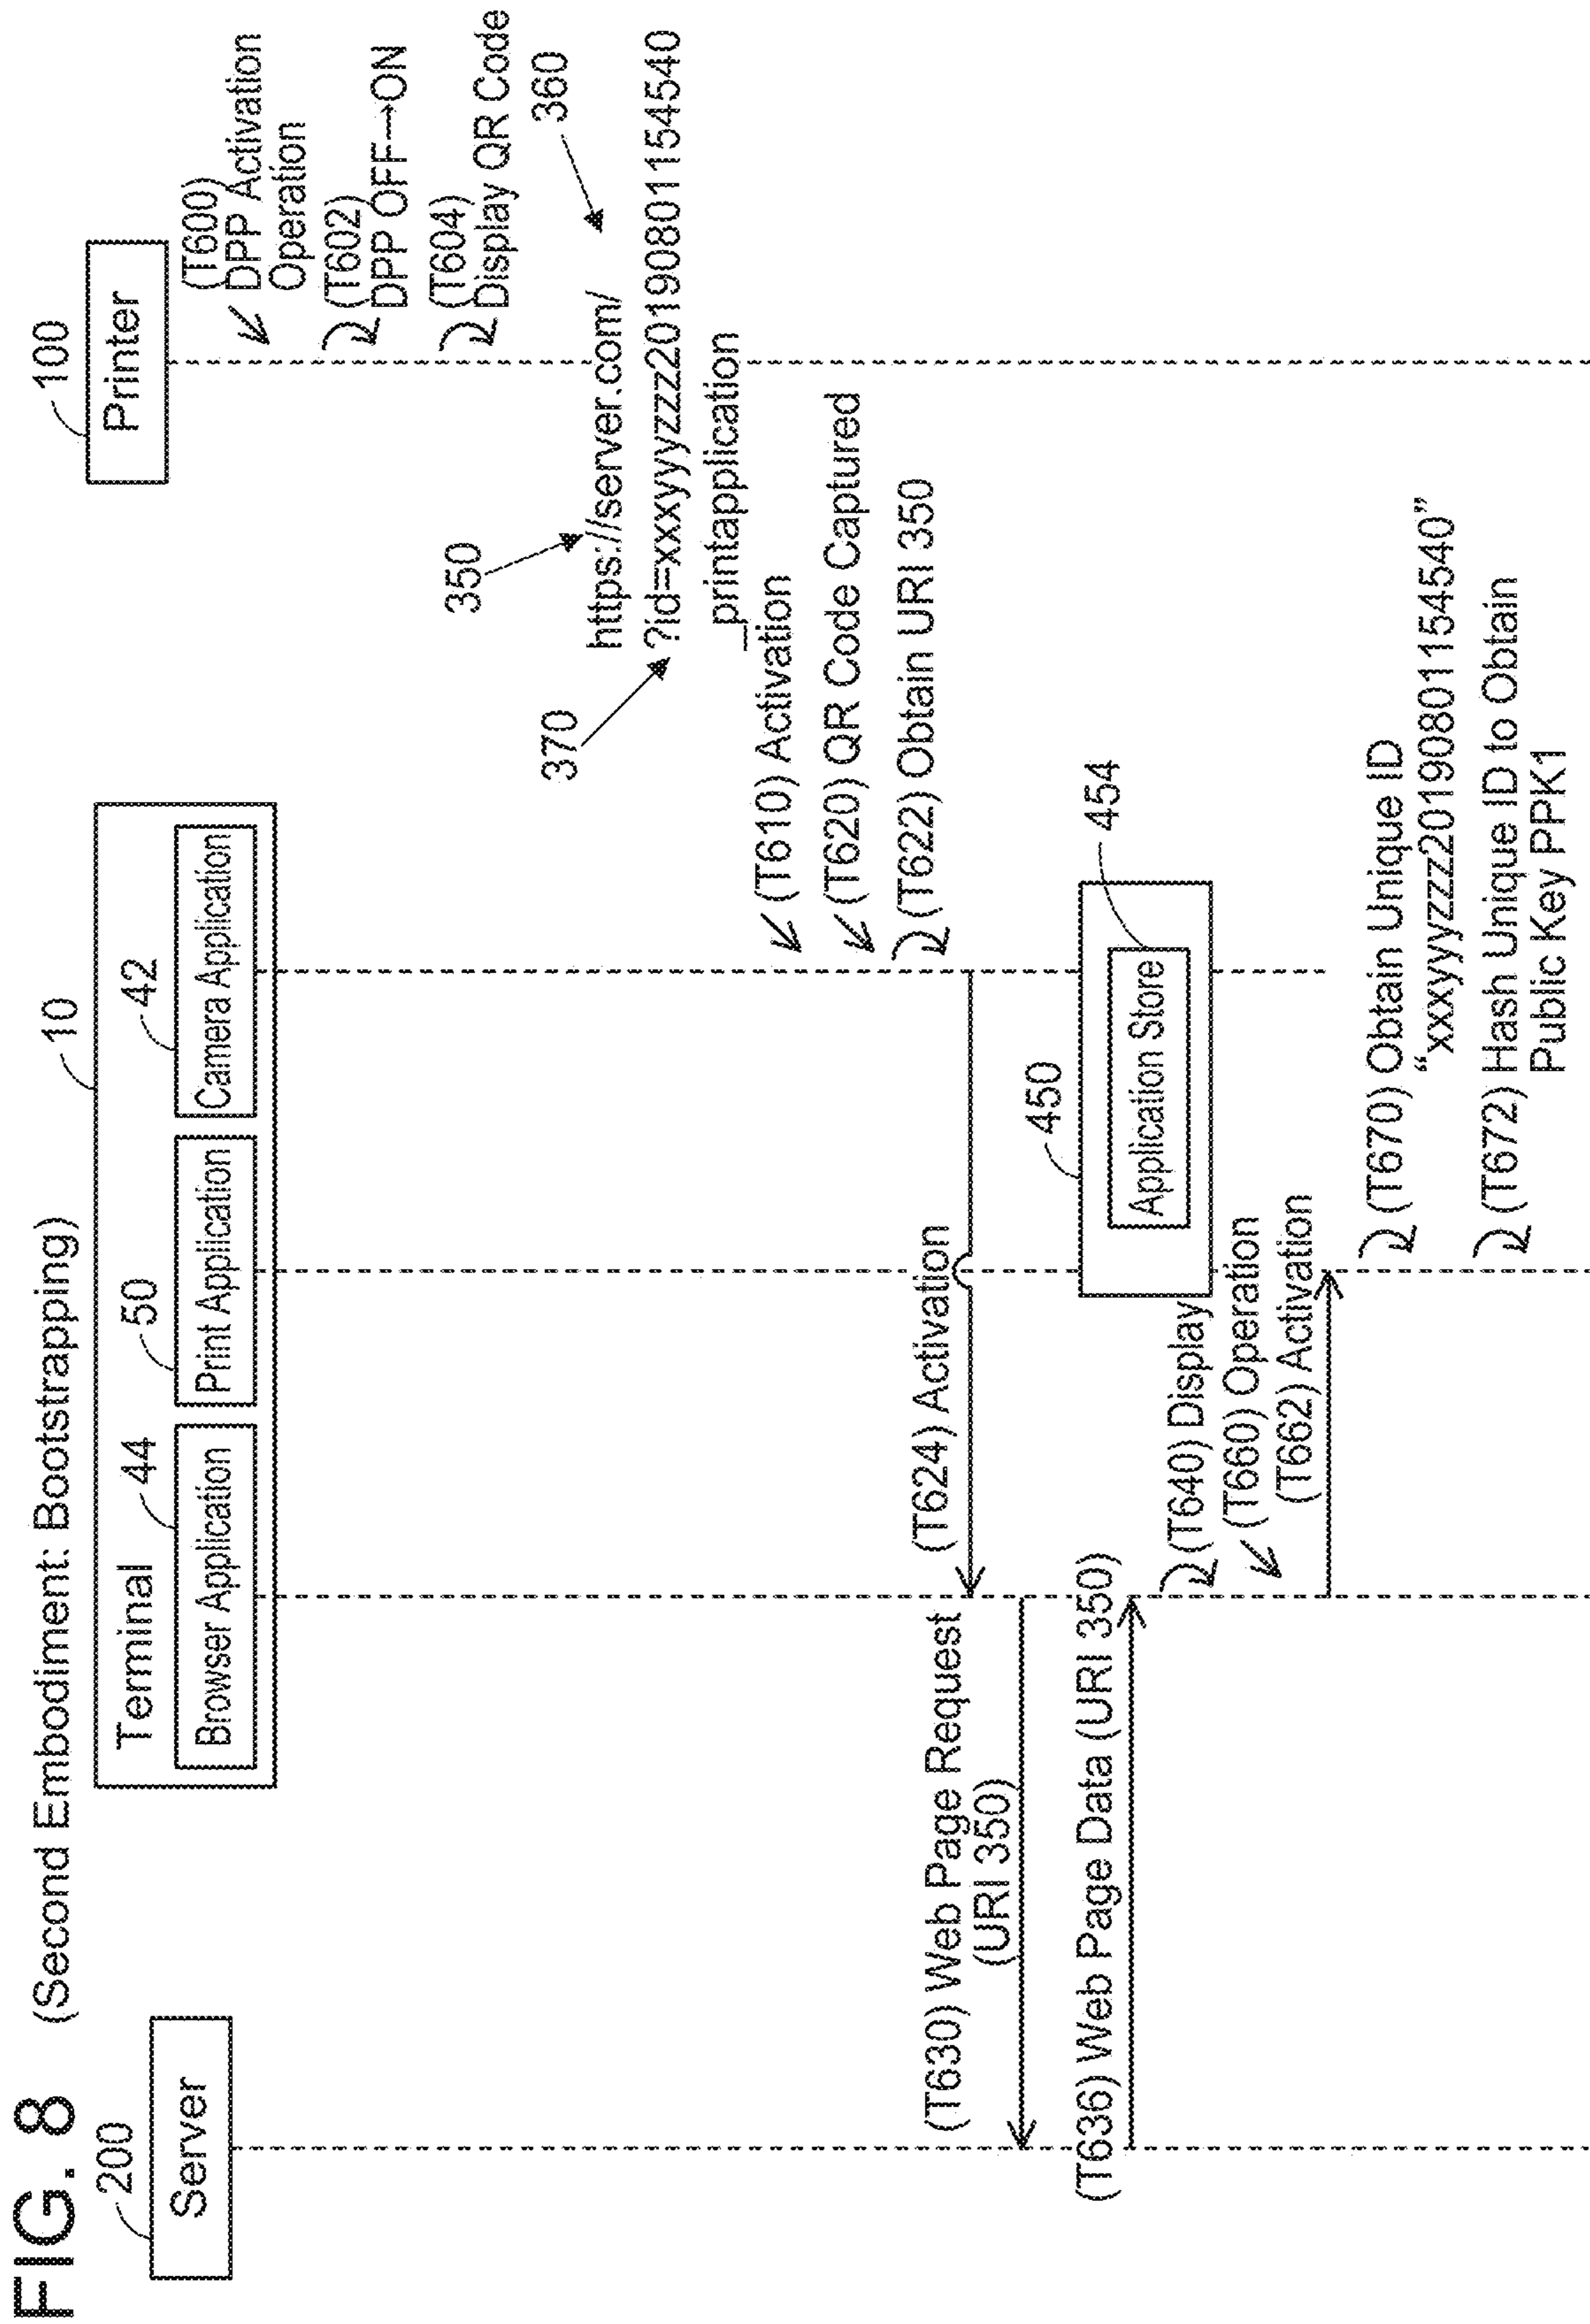 FIG. 8
(Second Embodiment: Bootstrapping)
200
Server
10
Terminal
44
Browser Application
50
Print Application
42
Camera Application
100
Printer
(T600)
DPP Activation
Operation
(T602)
DPP OFF→ON
(T604)
Display QR Code
350
360
https://server.com/
370
?id=xxxyyyzzz20190801154540
_printapplication
(T610) Activation
(T620) QR Code Captured
(T622) Obtain URI 350
(T624) Activation
(T630) Web Page Request
(URI 350)
(T636) Web Page Data (URI 350)
450
454
Application Store
(T640) Display
(T660) Operation
(T662) Activation
(T670) Obtain Unique ID
“xxxyyyzzz20190801154540”
(T672) Hash Unique ID to Obtain
Public Key PPK1